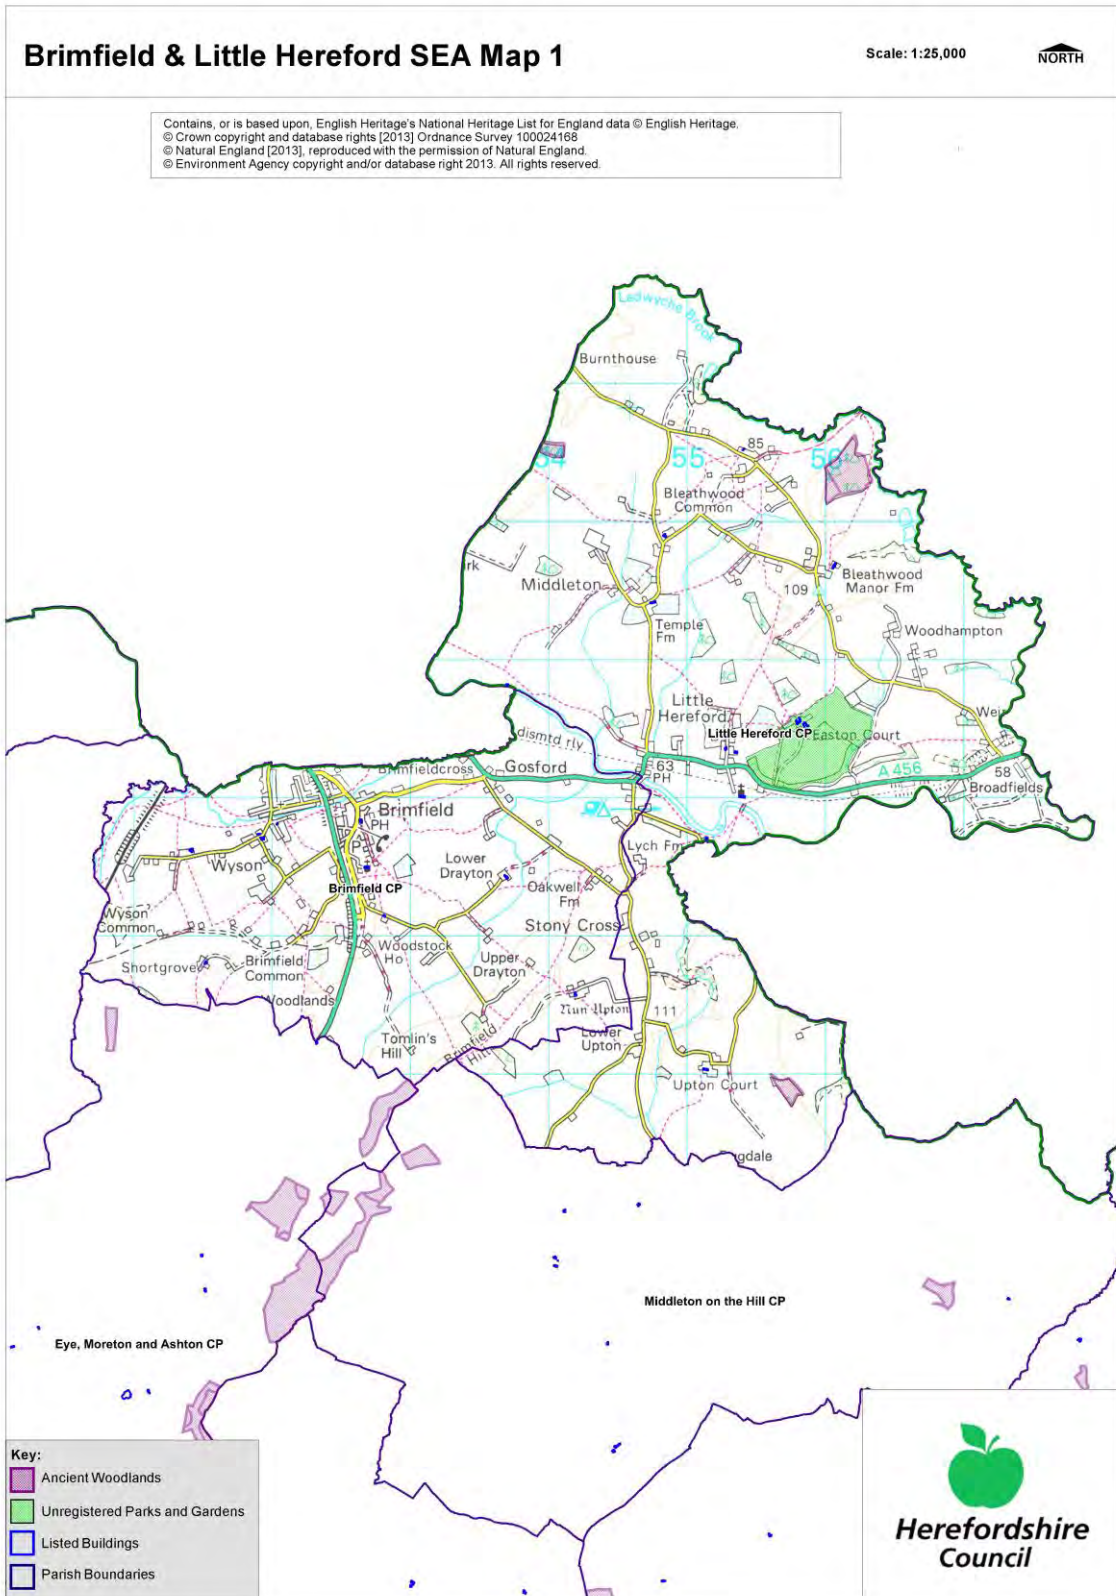 Brimfield & Little Hereford SEA Map 1
Scale: 1:25,000
NORTH
Contains, or is based upon, English Heritage's National Heritage List for England data © English Heritage.
© Crown copyright and database rights [2013] Ordnance Survey 100024168
© Natural England [2013], reproduced with the permission of Natural England.
© Environment Agency copyright and/or database right 2013. All rights reserved.
Ledwyche Brook
Burnthouse
85
54
55
56
Bleathwood
Common
rk
Middleton
Bleathwood
Manor Fm
109
Temple
Fm
Woodhampton
Little
Hereford
Little Hereford CP
Easton Court
Weir
dismtd rly
Gosford
63
PH
A 456
58
Broadfields
Brimfieldcross
Brimfield
PH
P
Wyson
Lych Fm
Lower
Drayton
Oakwell
Fm
Brimfield CP
Wyson
Common
Stony Cross
Woodstock
Ho
Shortgrove
Brimfield
Common
Upper
Drayton
Woodlands
Nun Upton
111
Tomlin's
Hill
Brimfield
Hill
Lower
Upton
Upton Court
gdale
Middleton on the Hill CP
Eye, Moreton and Ashton CP
Key:
Ancient Woodlands
Unregistered Parks and Gardens
Listed Buildings
Parish Boundaries
Herefordshire
Council